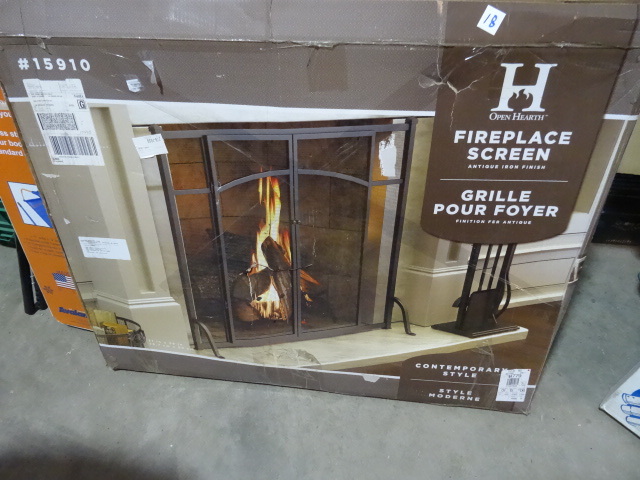 18
#15910
H
OPEN HEARTH
FIREPLACE
SCREEN
ANTIQUE IRON FINISH
GRILLE
POUR FOYER
FINITION FER ANTIQUE
CONTEMPORARY
STYLE
STYLE
MODERNE